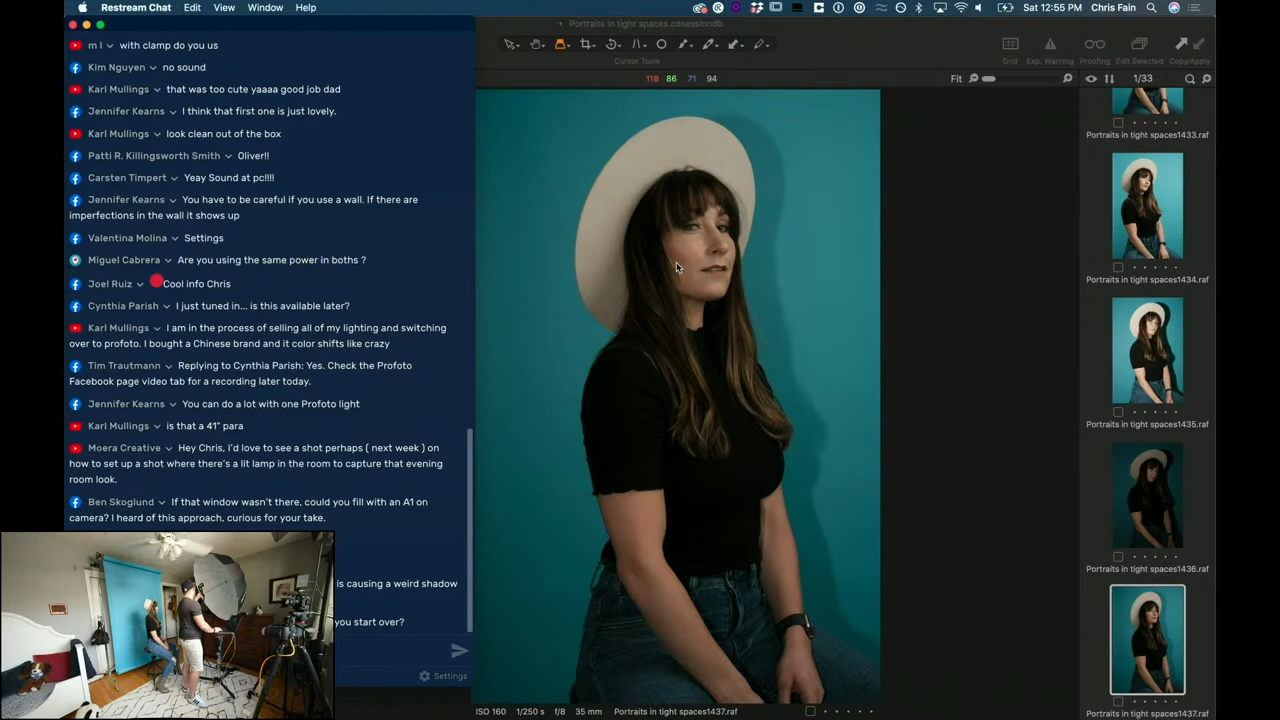 Restream Chat Edit View Window Help
Sat 12:55 PM Chris Fain
Portraits in tight spaces.cosessiondb
Cursor Tools
Grid Exp. Warning Proofing Edit Selected Copy/Apply
118 86 71 94
Fit
1/33
m l with clamp do you us
Kim Nguyen no sound
Karl Mullings that was too cute yaaaa good job dad
Jennifer Kearns I think that first one is just lovely.
Karl Mullings look clean out of the box
Patti R. Killingsworth Smith Oliver!!
Carsten Timpert Yeay Sound at pc!!!!
Jennifer Kearns You have to be careful if you use a wall. If there are
imperfections in the wall it shows up
Valentina Molina Settings
Miguel Cabrera Are you using the same power in boths ?
Joel Ruiz Cool info Chris
Cynthia Parish I just tuned in... is this available later?
Karl Mullings I am in the process of selling all of my lighting and switching
over to profoto. I bought a Chinese brand and it color shifts like crazy
Tim Trautmann Replying to Cynthia Parish: Yes. Check the Profoto
Facebook page video tab for a recording later today.
Jennifer Kearns You can do a lot with one Profoto light
Karl Mullings is that a 41" para
Moera Creative Hey Chris, I'd love to see a shot perhaps ( next week ) on
how to set up a shot where there's a lit lamp in the room to capture that evening
room look.
Ben Skoglund If that window wasn't there, could you fill with an A1 on
camera? I heard of this approach, curious for your take.
is causing a weird shadow
you start over?
Settings
ISO 160 1/250 s f/8 35 mm Portraits in tight spaces1437.raf
Portraits in tight spaces1433.raf
Portraits in tight spaces1434.raf
Portraits in tight spaces1435.raf
Portraits in tight spaces1436.raf
Portraits in tight spaces1437.raf